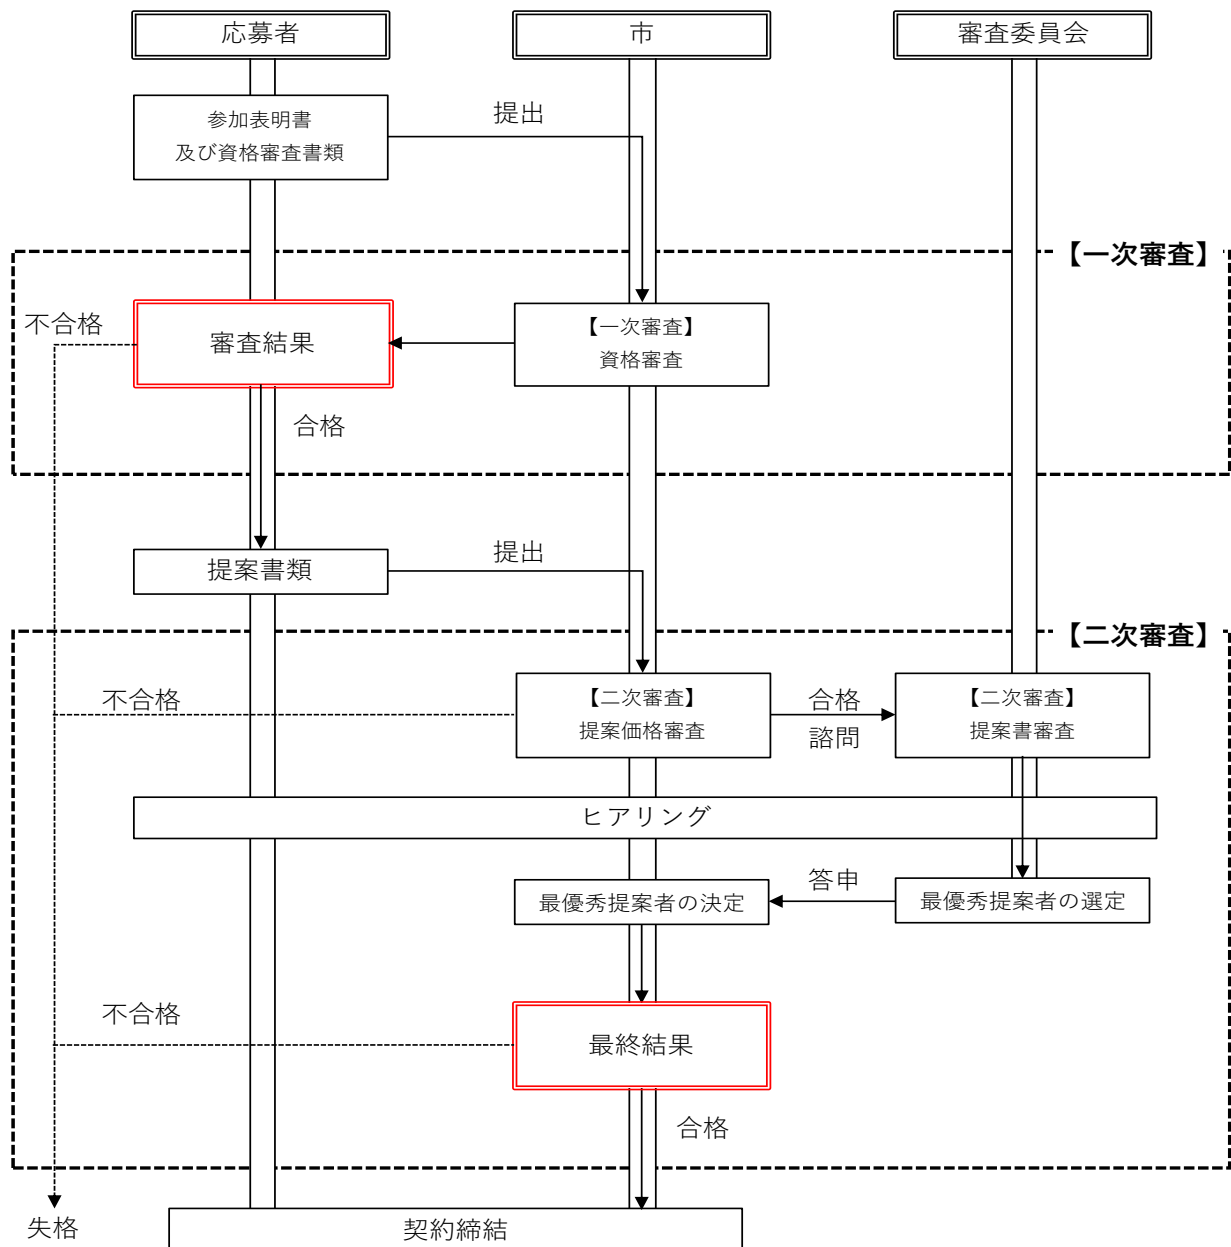 応募者
市
審査委員会
参加表明書
及び資格審査書類
提出
【一次審査】
不合格
審査結果
【一次審査】
資格審査
合格
提案書類
提出
【二次審査】
不合格
【二次審査】
提案価格審査
合格
諮問
【二次審査】
提案書審査
ヒアリング
最優秀提案者の決定
答申
最優秀提案者の選定
不合格
最終結果
合格
失格
契約締結